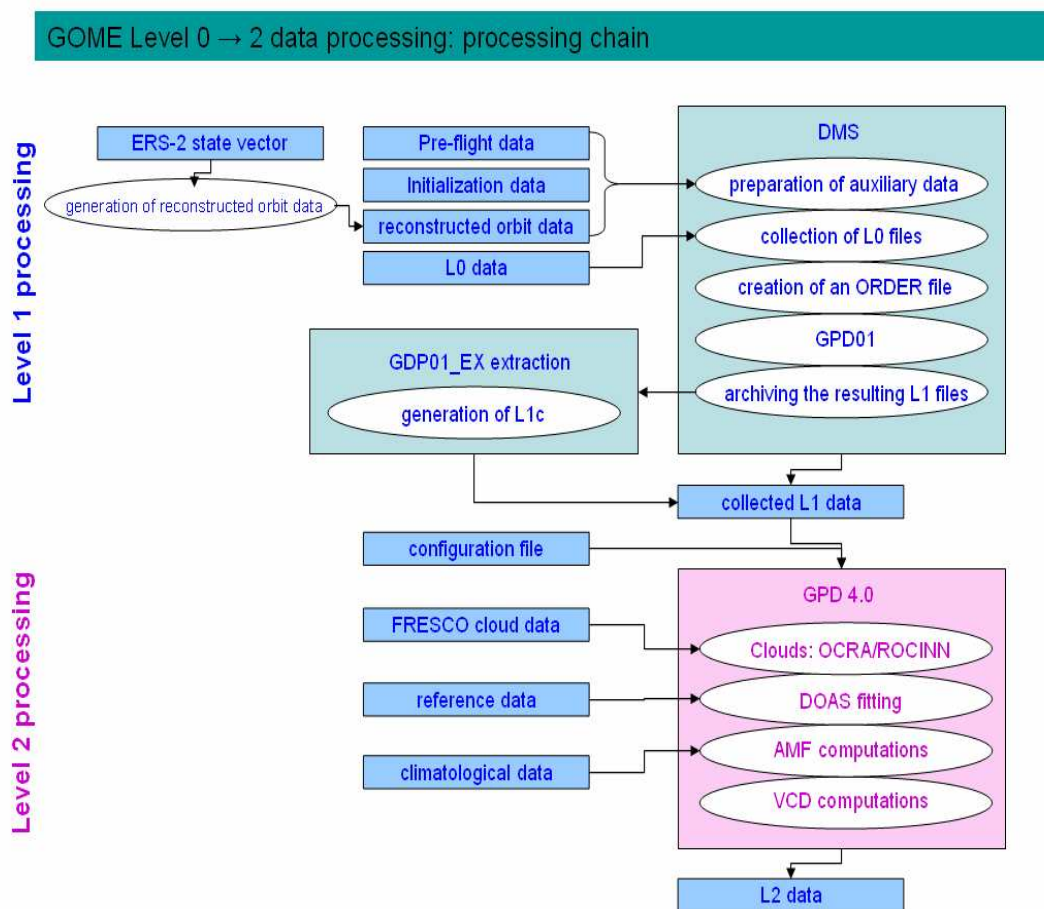 GOME Level 0 → 2 data processing: processing chain
Level 1 processing
ERS-2 state vector
generation of reconstructed orbit data
Pre-flight data
Initialization data
reconstructed orbit data
L0 data
DMS
preparation of auxiliary data
collection of L0 files
creation of an ORDER file
GPD01
archiving the resulting L1 files
GDP01_EX extraction
generation of L1c
collected L1 data
Level 2 processing
configuration file
FRESCO cloud data
reference data
climatological data
GPD 4.0
Clouds: OCRA/ROCINN
DOAS fitting
AMF computations
VCD computations
L2 data